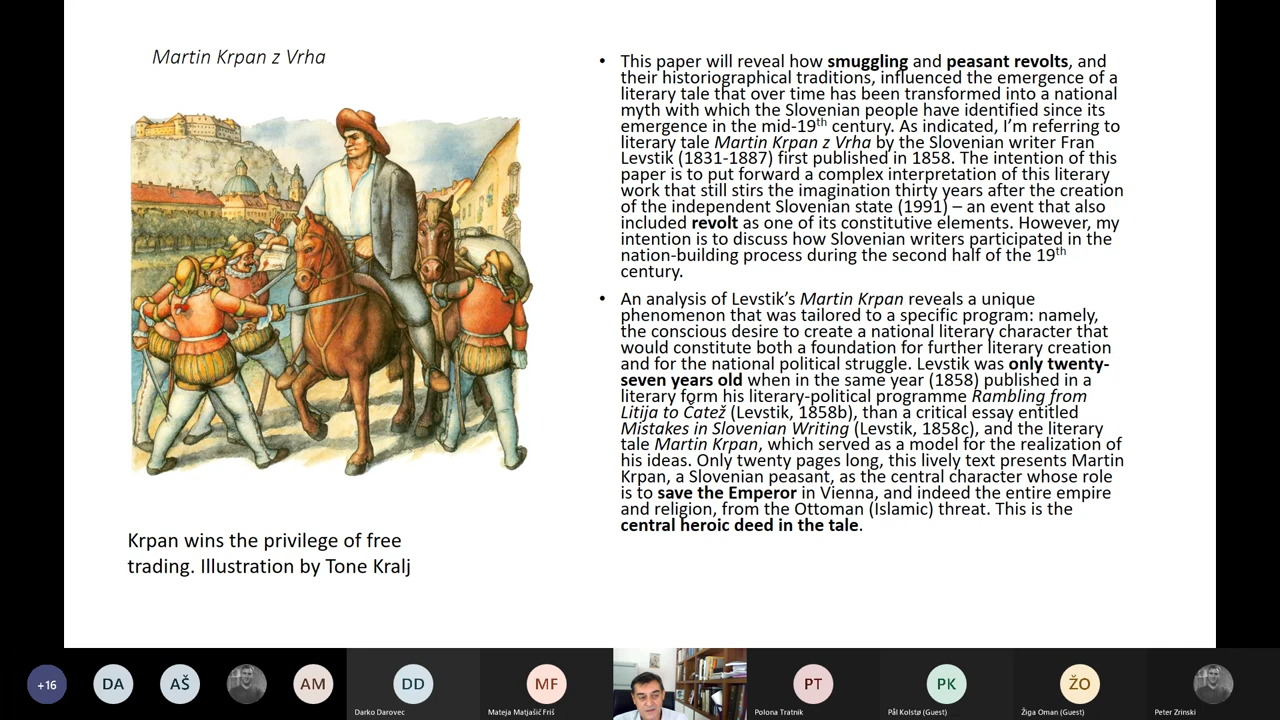 Martin Krpan z Vrha
• This paper will reveal how smuggling and peasant revolts, and
their historiographical traditions, influenced the emergence of a
literary tale that over time has been transformed into a national
myth with which the Slovenian people have identified since its
emergence in the mid-19th century. As indicated, I’m referring to
literary tale Martin Krpan z Vrha by the Slovenian writer Fran
Levstik (1831-1887) first published in 1858. The intention of this
paper is to put forward a complex interpretation of this literary
work that still stirs the imagination thirty years after the creation
of the independent Slovenian state (1991) – an event that also
included revolt as one of its constitutive elements. However, my
intention is to discuss how Slovenian writers participated in the
nation-building process during the second half of the 19th
century.
• An analysis of Levstik’s Martin Krpan reveals a unique
phenomenon that was tailored to a specific program: namely,
the conscious desire to create a national literary character that
would constitute both a foundation for further literary creation
and for the national political struggle. Levstik was only twenty-
seven years old when in the same year (1858) published in a
literary form his literary-political programme Rambling from
Litija to Čatež (Levstik, 1858b), than a critical essay entitled
Mistakes in Slovenian Writing (Levstik, 1858c), and the literary
tale Martin Krpan, which served as a model for the realization of
his ideas. Only twenty pages long, this lively text presents Martin
Krpan, a Slovenian peasant, as the central character whose role
is to save the Emperor in Vienna, and indeed the entire empire
and religion, from the Ottoman (Islamic) threat. This is the
central heroic deed in the tale.
Krpan wins the privilege of free
trading. Illustration by Tone Kralj
+16
DA
AŠ
AM
DD
MF
PT
PK
ŽO
Darko Darovec
Mateja Matjašič Friš
Polona Tratnik
Pål Kolstø (Guest)
Žiga Oman (Guest)
Peter Zrinski